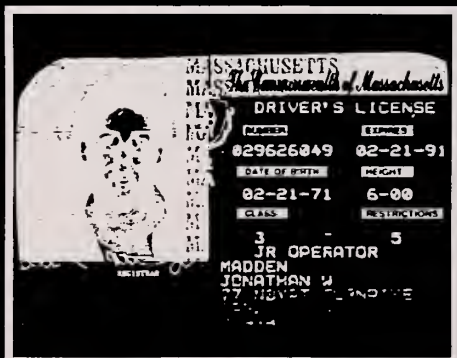 MASSACHUSETTS
The Commonwealth of Massachusetts
DRIVER'S LICENSE
NUMBER EXPIRES
029626049 02-21-91
DATE OF BIRTH HEIGHT
02-21-71 6-00
CLASS RESTRICTIONS
3 - 5
JR OPERATOR
MADDEN
JONATHAN W
REGISTRAR